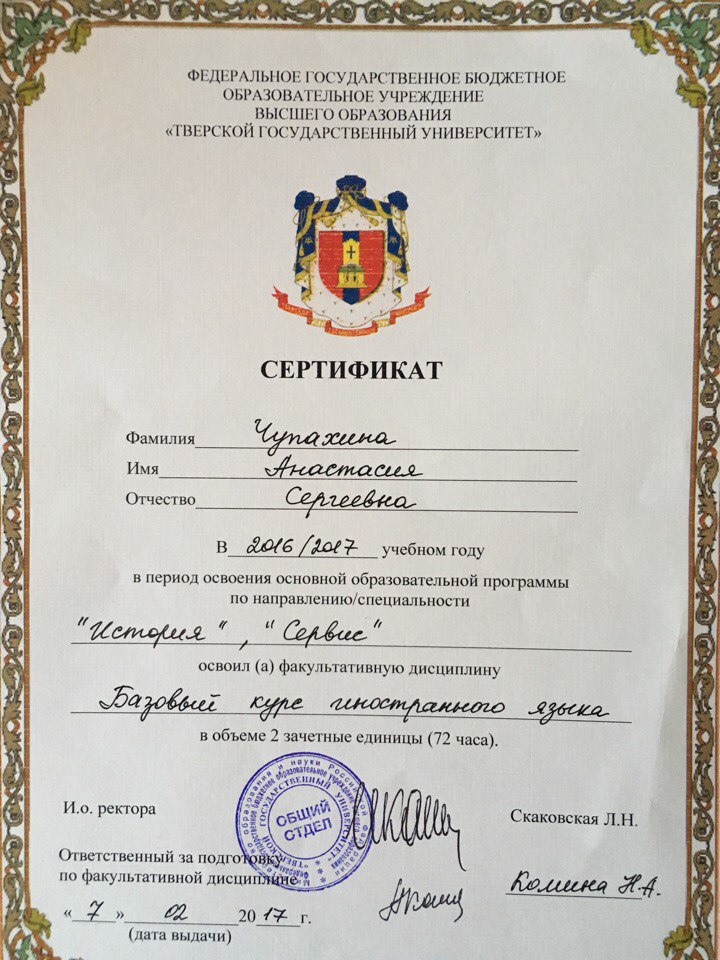 ФЕДЕРАЛЬНОЕ ГОСУДАРСТВЕННОЕ БЮДЖЕТНОЕ
ОБРАЗОВАТЕЛЬНОЕ УЧРЕЖДЕНИЕ
ВЫСШЕГО ОБРАЗОВАНИЯ
«ТВЕРСКОЙ ГОСУДАРСТВЕННЫЙ УНИВЕРСИТЕТ»
СЕРТИФИКАТ
Фамилия Чупахина
Имя Анастасия
Отчество Сергеевна
В 2016/2017 учебном году
в период освоения основной образовательной программы
по направлению/специальности
"История", "Сервис"
освоил (а) факультативную дисциплину
Базовый курс иностранного языка
в объеме 2 зачетные единицы (72 часа).
И.о. ректора Скаковская Л.Н.
ОБЩИЙ
ОТДЕЛ
Ответственный за подготовку
по факультативной дисциплине Комина Н.А.
« 7 » 02 2017 г.
(дата выдачи)